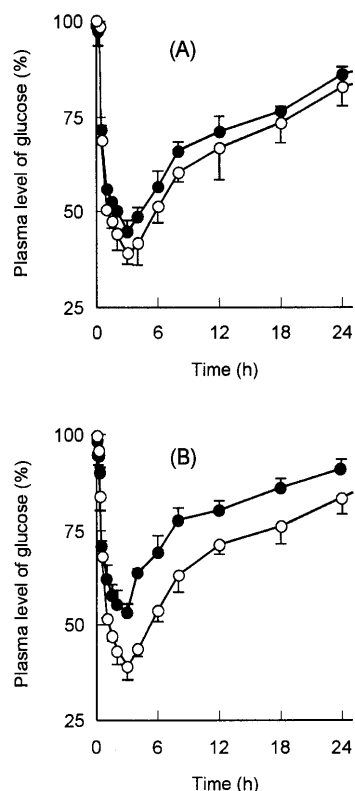 (A)
Plasma level of glucose (%)
100
75
50
25
0 6 12 18 24
Time (h)
(B)
Plasma level of glucose (%)
100
75
50
25
0 6 12 18 24
Time (h)